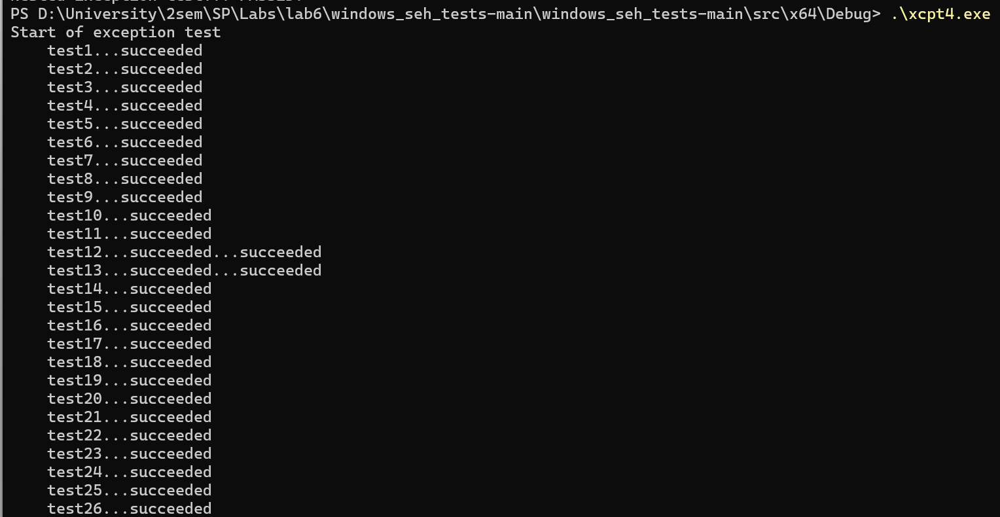 PS D:\University\2sem\SP\Labs\lab6\windows_seh_tests-main\windows_seh_tests-main\src\x64\Debug> .\xcpt4.exe
Start of exception test
    test1...succeeded
    test2...succeeded
    test3...succeeded
    test4...succeeded
    test5...succeeded
    test6...succeeded
    test7...succeeded
    test8...succeeded
    test9...succeeded
    test10...succeeded
    test11...succeeded
    test12...succeeded...succeeded
    test13...succeeded...succeeded
    test14...succeeded
    test15...succeeded
    test16...succeeded
    test17...succeeded
    test18...succeeded
    test19...succeeded
    test20...succeeded
    test21...succeeded
    test22...succeeded
    test23...succeeded
    test24...succeeded
    test25...succeeded
    test26...succeeded